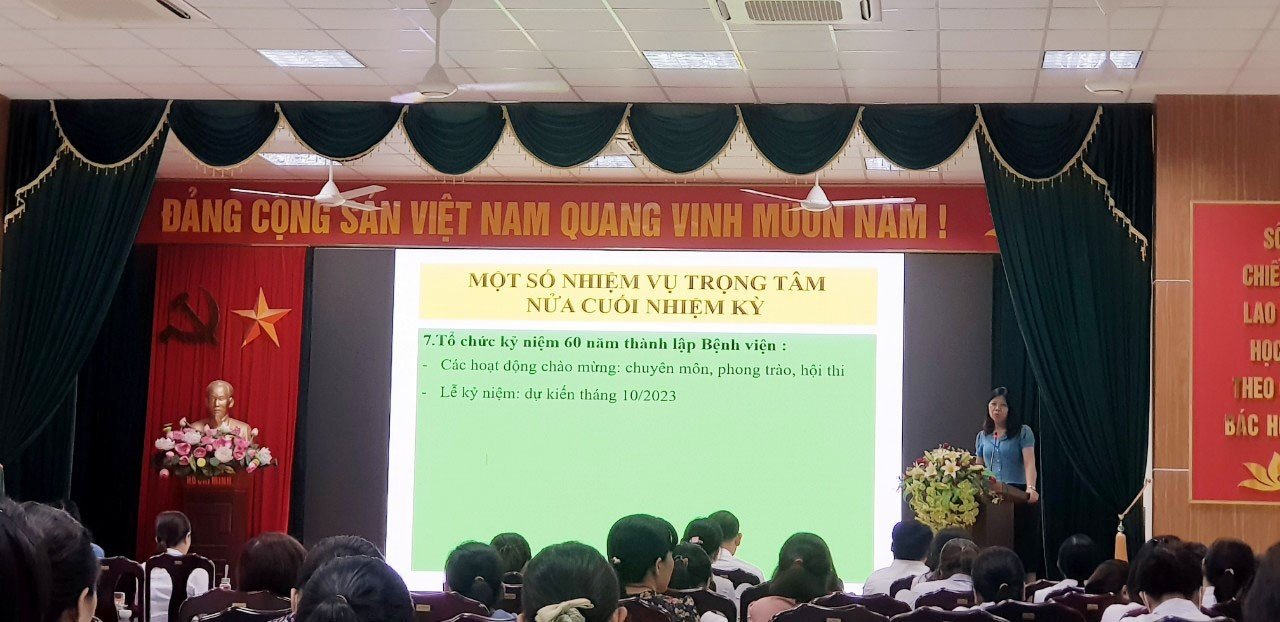 ĐẢNG CỘNG SẢN VIỆT NAM QUANG VINH MUÔN NĂM !
MỘT SỐ NHIỆM VỤ TRỌNG TÂM
NỬA CUỐI NHIỆM KỲ
7.Tổ chức kỷ niệm 60 năm thành lập Bệnh viện :
- Các hoạt động chào mừng: chuyên môn, phong trào, hội thi
- Lễ kỷ niệm: dự kiến tháng 10/2023
HỒ CHÍ MINH
SỐ
CHIẾ
LAO
HỌC
THEO
BÁC H